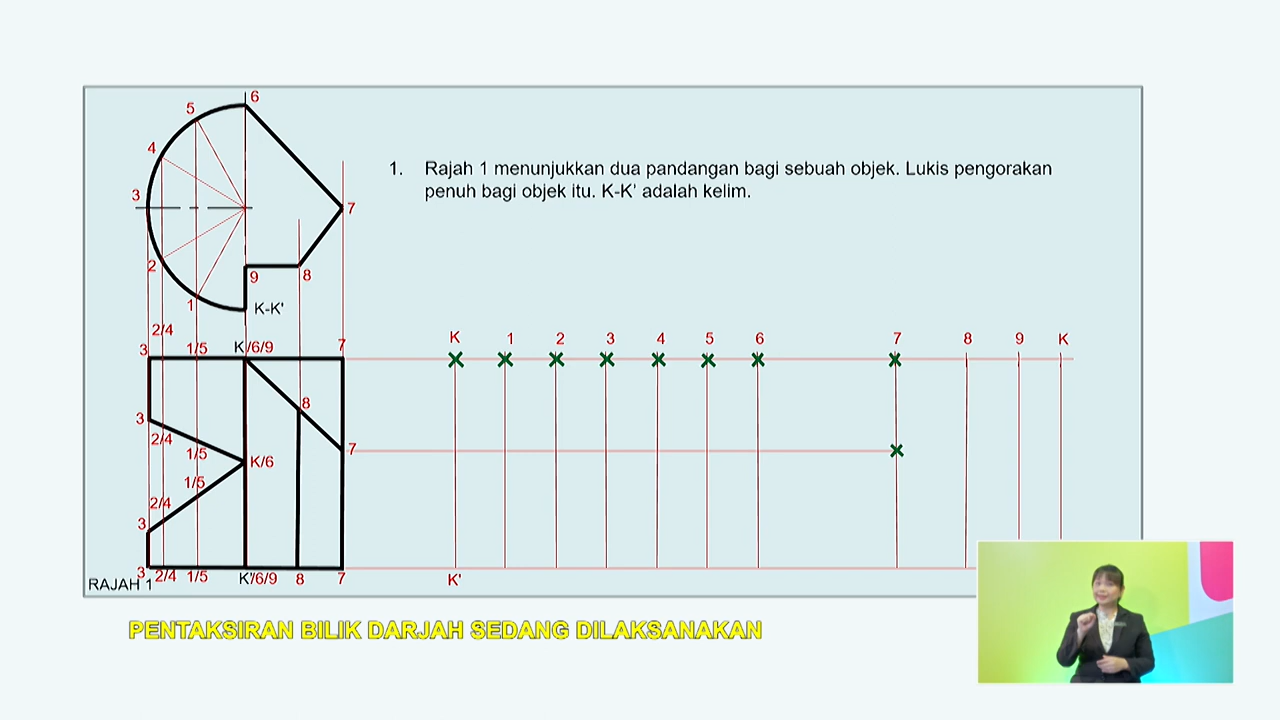 6
5
4
3
7
2
9
8
1
K-K'
1. Rajah 1 menunjukkan dua pandangan bagi sebuah objek. Lukis pengorakan
penuh bagi objek itu. K-K' adalah kelim.
2/4
3 1/5 K/6/9 7
K 1 2 3 4 5 6 7 8 9 K
8
3
2/4
1/5
K/6
7
1/5
2/4
3
3 2/4 1/5 K'/6/9 8 7
K'
RAJAH 1
PENTAKSIRAN BILIK DARJAH SEDANG DILAKSANAKAN